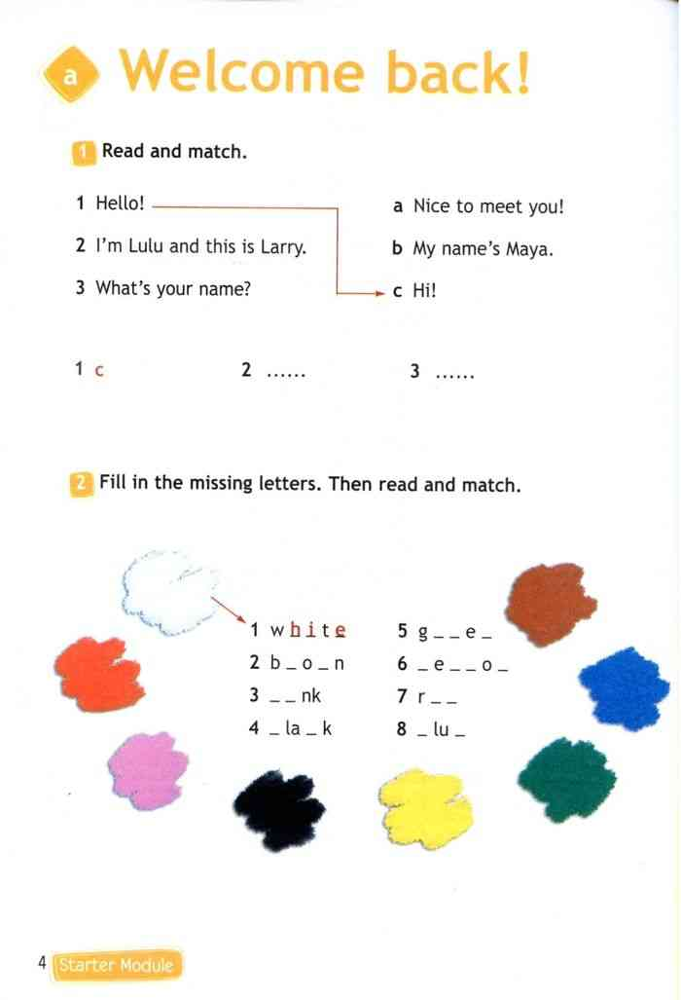 a Welcome back!
1 Read and match.
1 Hello!
a Nice to meet you!
2 I'm Lulu and this is Larry.
b My name's Maya.
3 What's your name?
c Hi!
1 c 2 ...... 3 ......
2 Fill in the missing letters. Then read and match.
1 white 5 g _ _ e _
2 b _ o _ n 6 _ e _ _ o _
3 _ _ nk 7 r _ _
4 _ la _ k 8 _ lu _
4 Starter Module